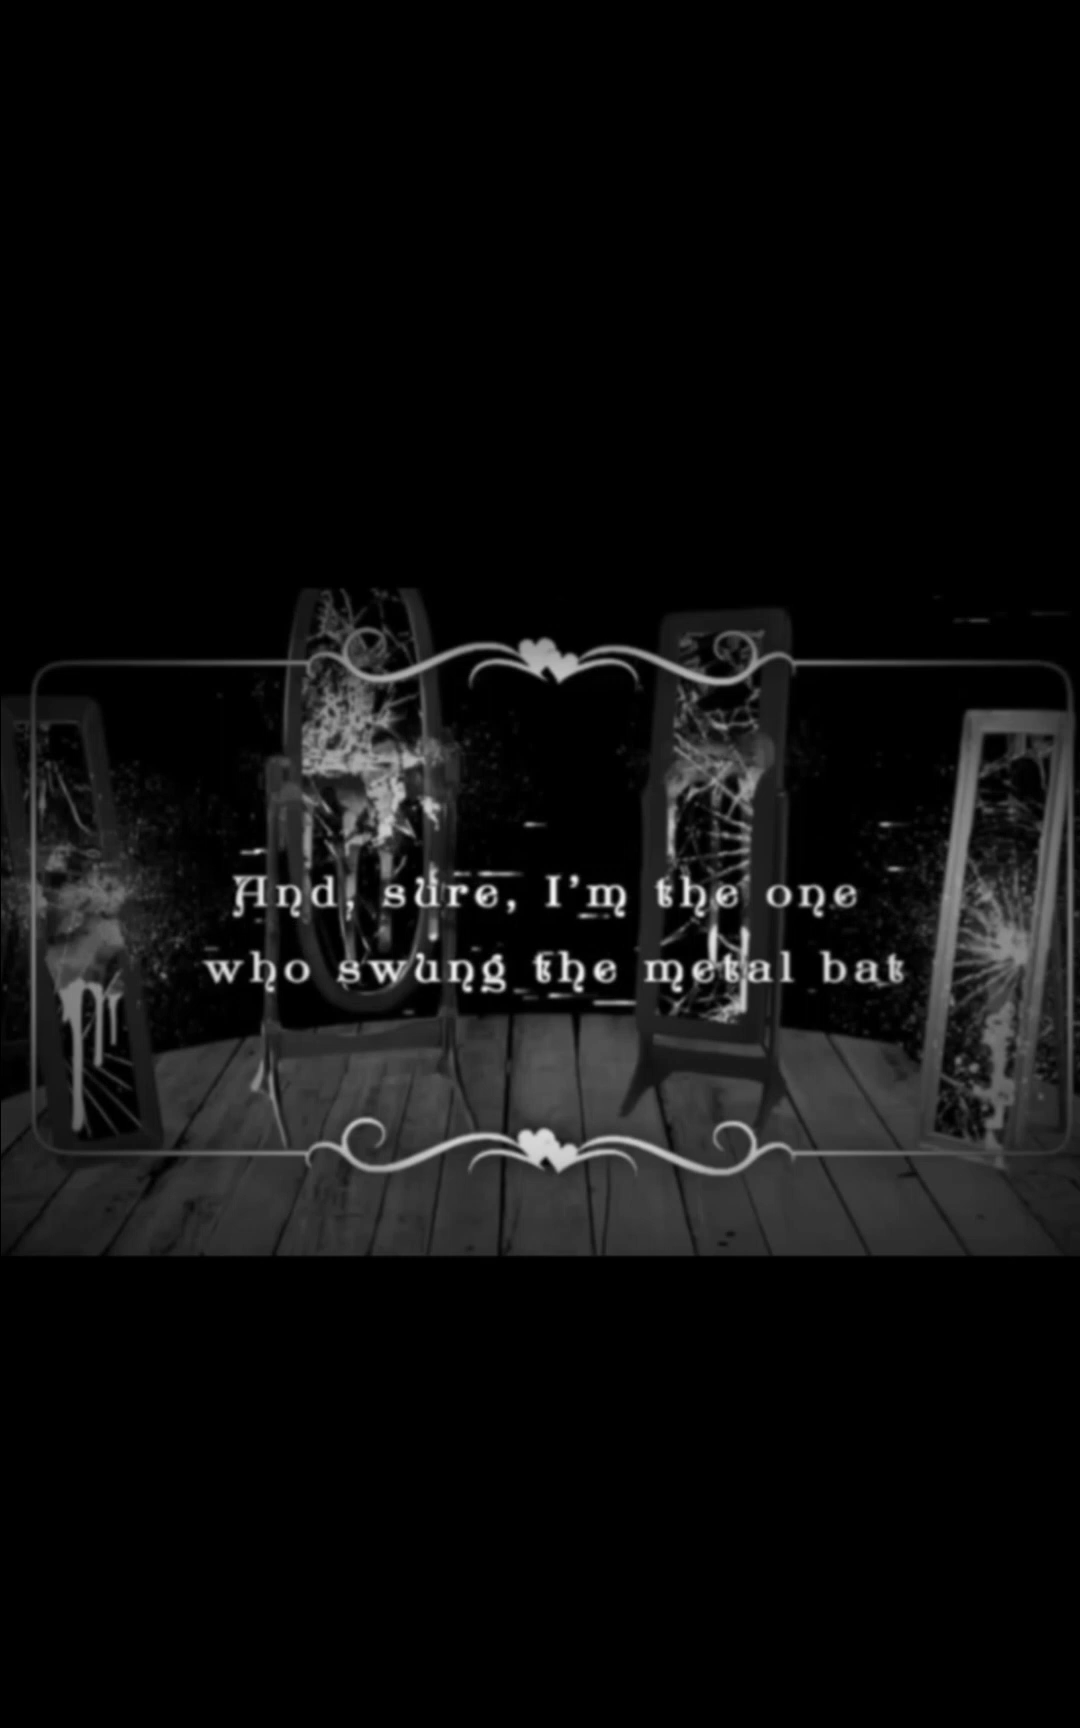 And, sure, I'm the one
who swung the metal bat